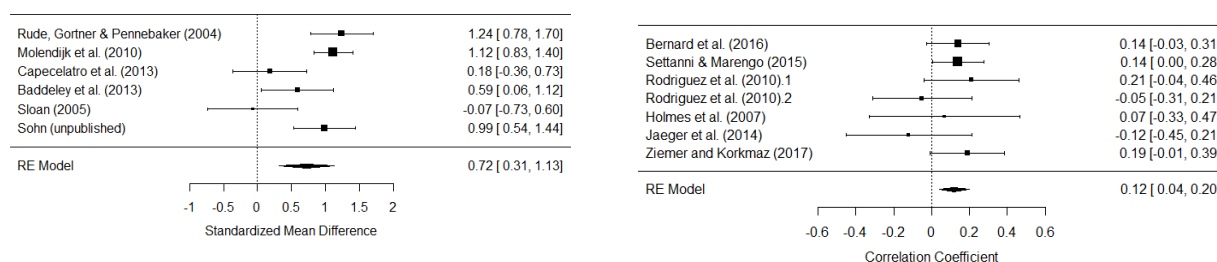 Rude, Gortner & Pennebaker (2004) 1.24 [ 0.78, 1.70]
Molendijk et al. (2010) 1.12 [ 0.83, 1.40]
Capecelatro et al. (2013) 0.18 [-0.36, 0.73]
Baddeley et al. (2013) 0.59 [ 0.06, 1.12]
Sloan (2005) -0.07 [-0.73, 0.60]
Sohn (unpublished) 0.99 [ 0.54, 1.44]
RE Model 0.72 [ 0.31, 1.13]
-1 -0.5 0 0.5 1 1.5 2
Standardized Mean Difference
Bernard et al. (2016) 0.14 [-0.03, 0.31]
Settanni & Marengo (2015) 0.14 [ 0.00, 0.28]
Rodriguez et al. (2010).1 0.21 [-0.04, 0.46]
Rodriguez et al. (2010).2 -0.05 [-0.31, 0.21]
Holmes et al. (2007) 0.07 [-0.33, 0.47]
Jaeger et al. (2014) -0.12 [-0.45, 0.21]
Ziemer and Korkmaz (2017) 0.19 [-0.01, 0.39]
RE Model 0.12 [ 0.04, 0.20]
-0.6 -0.4 -0.2 0 0.2 0.4 0.6
Correlation Coefficient